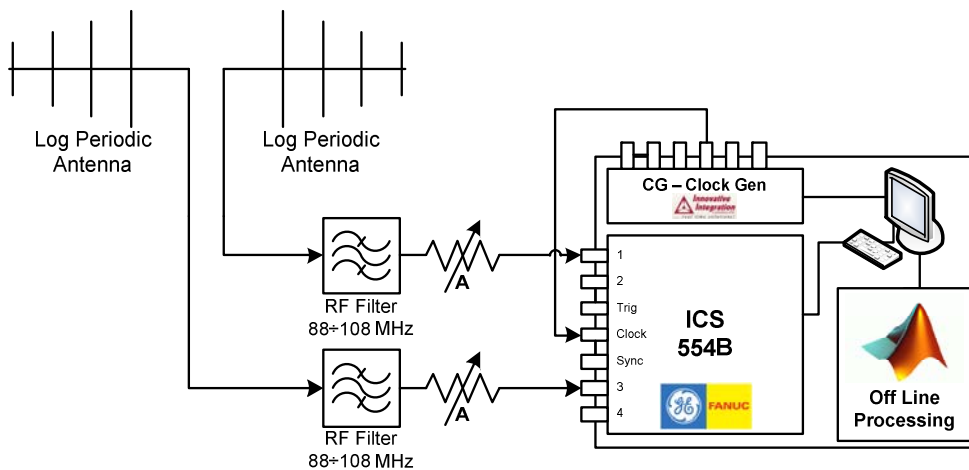 Log Periodic
Antenna
Log Periodic
Antenna
CG – Clock Gen
Innovative
Integration
RF Filter
88÷108 MHz
A
1
2
Trig
Clock
Sync
3
4
ICS
554B
GE
FANUC
RF Filter
88÷108 MHz
A
Off Line
Processing